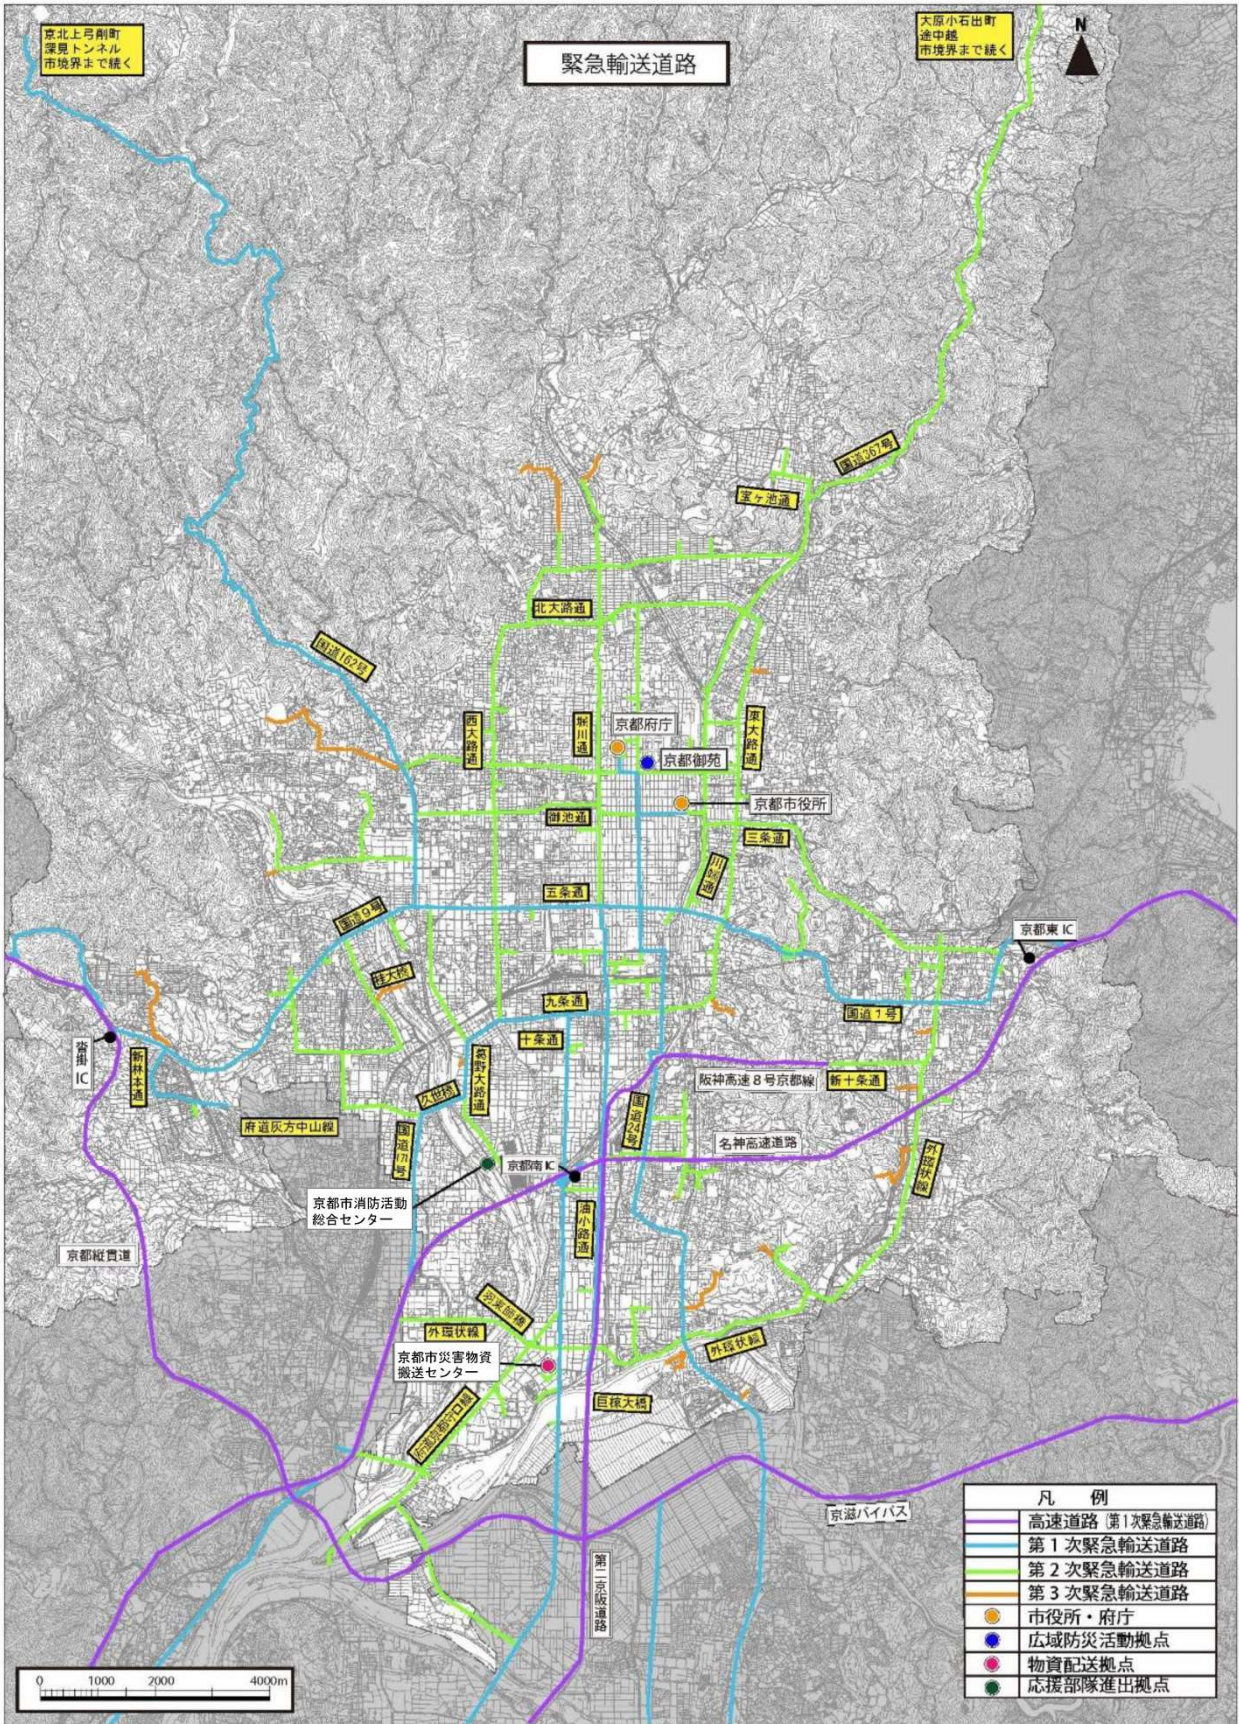 京北上弓削町
深見トンネル
市境界まで続く
緊急輸送道路
大原小石出町
途中越
市境界まで続く
N
国道367号
宝ヶ池通
北大路通
国道162号
西大路通
堀川通
京都府庁
京都御苑
東大路通
京都市役所
御池通
三条通
川端通
五条通
国道9号
京都東IC
桂大橋
九条通
国道1号
十条通
沓掛IC
新林本通
葛野大路通
久世橋
阪神高速8号京都線
新十条通
府道灰方中山線
国道171号
国道24号
名神高速道路
外環状線
京都南IC
京都市消防活動
総合センター
油小路通
京都縦貫道
羽束師橋
外環状線
外環状線
京都市災害物資
搬送センター
府道京都守口線
巨椋大橋
京滋バイパス
第二京阪道路
凡 例
高速道路(第1次緊急輸送道路)
第1次緊急輸送道路
第2次緊急輸送道路
第3次緊急輸送道路
市役所・府庁
広域防災活動拠点
物資配送拠点
応援部隊進出拠点
0 1000 2000 4000m